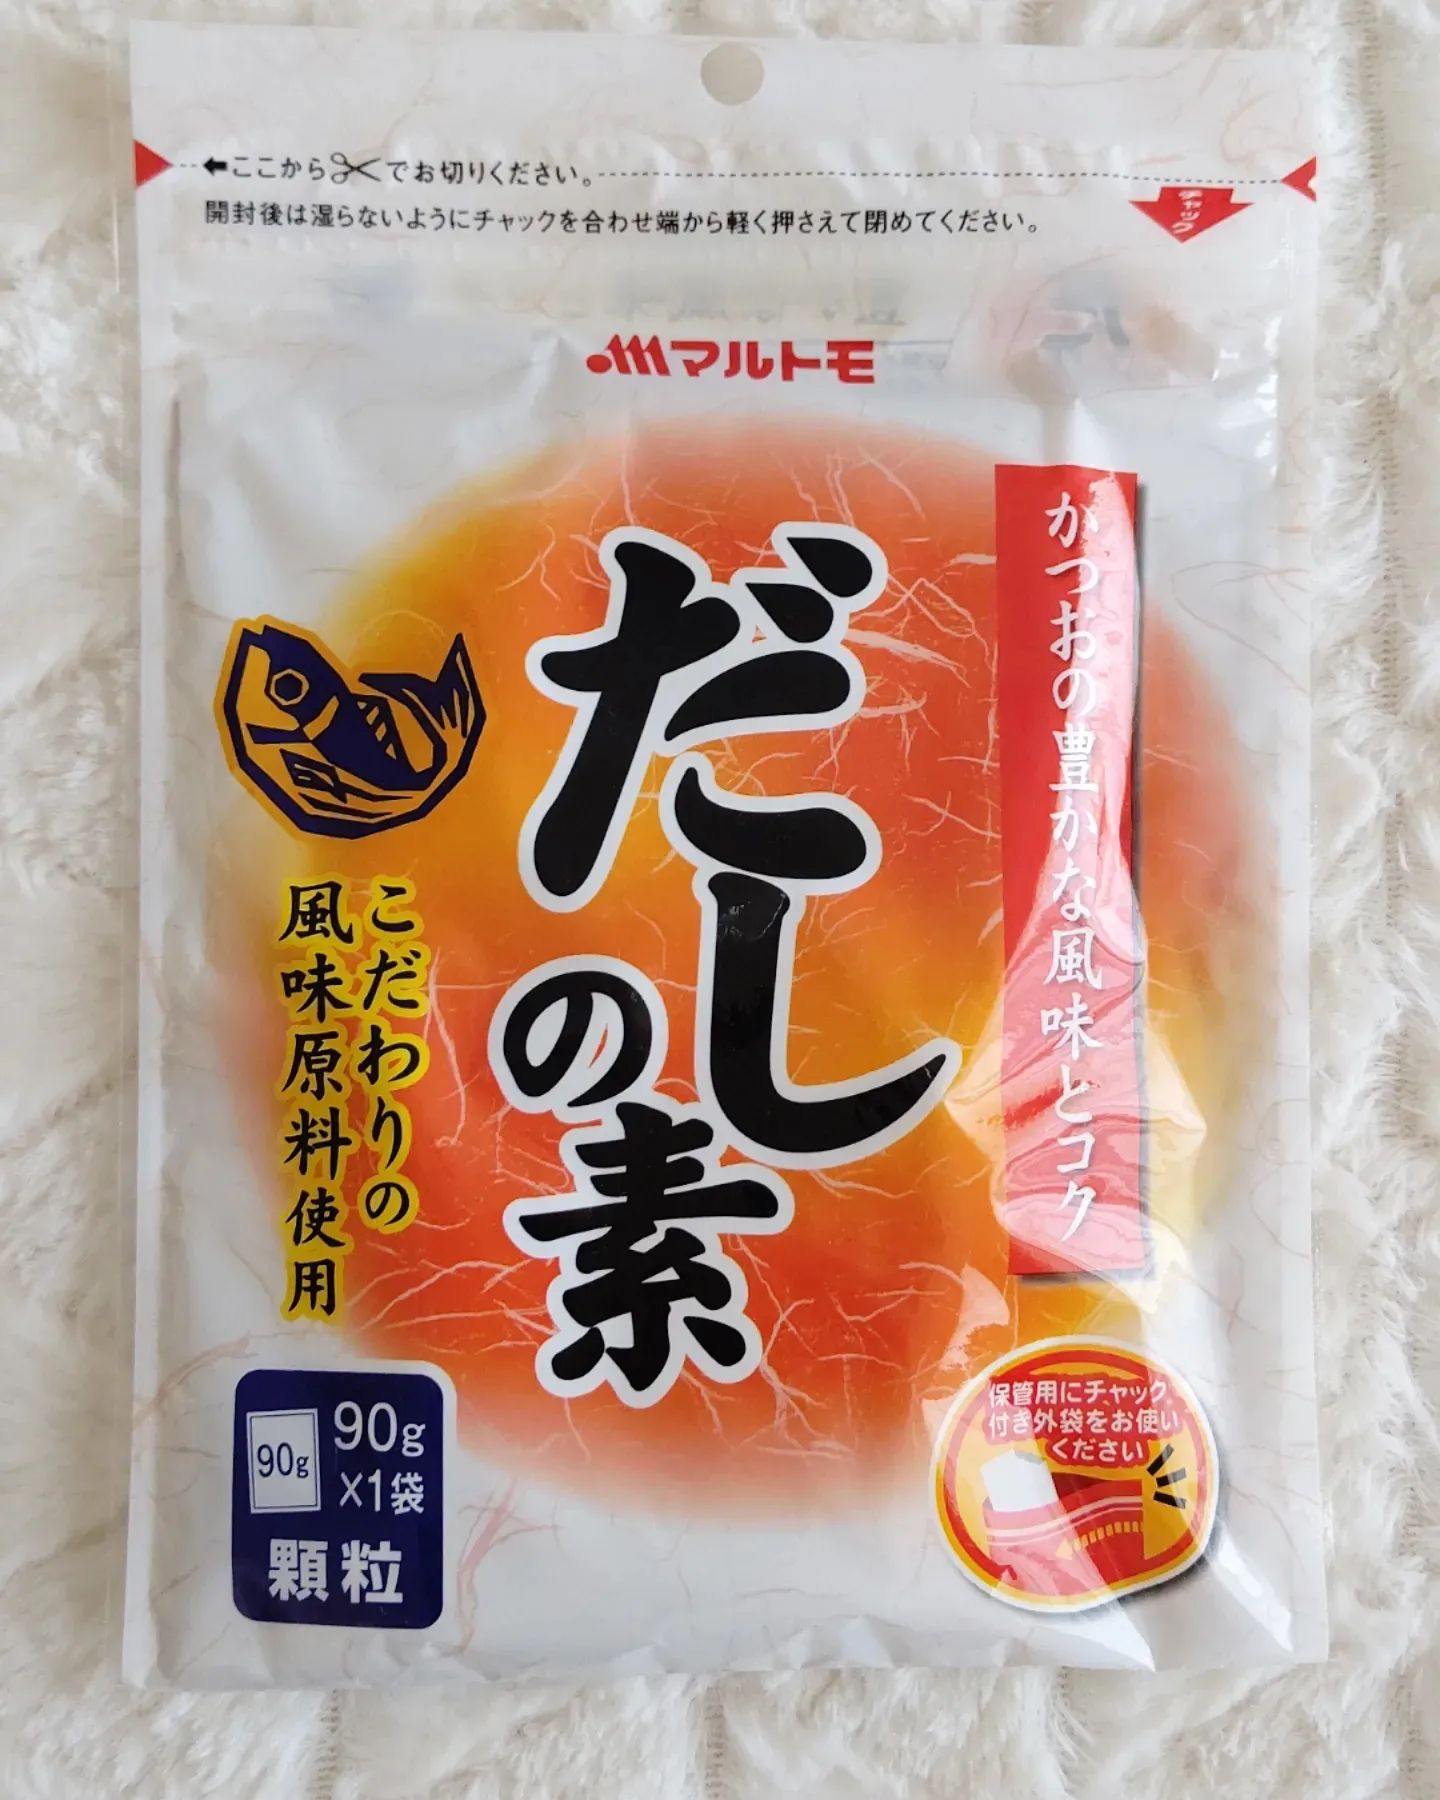 ⬅ここから✂でお切りください。
開封後は湿らないようにチャックを合わせ端から軽く押さえて閉めてください。
チャック
マルトモ
かつおの豊かな風味とコク
だしの素
こだわりの
風味原料使用
90g
90g
×1袋
顆粒
保管用にチャック
付き外袋をお使い
ください